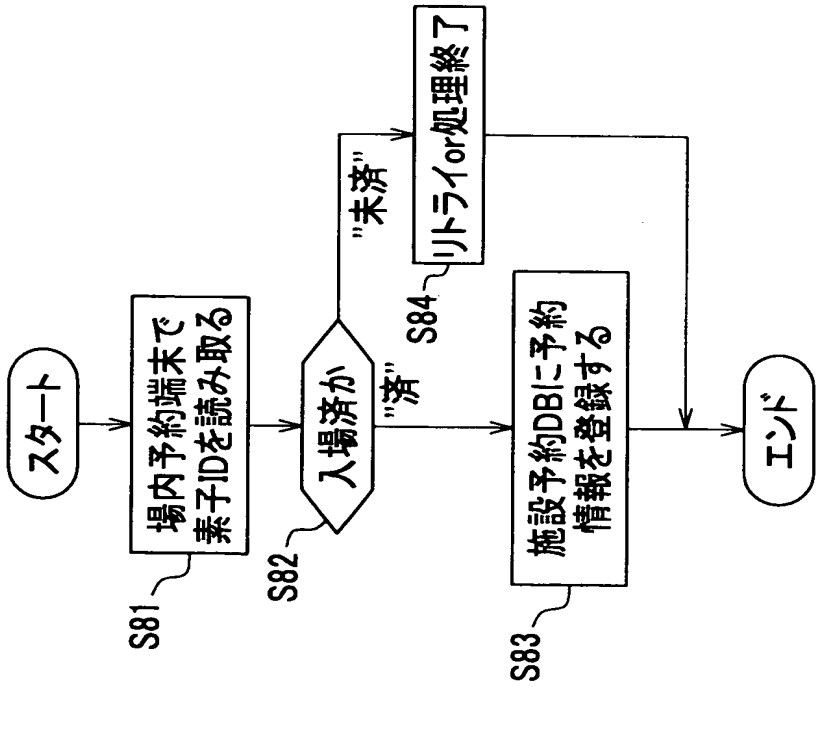 スタート
場内予約端末で
素子IDを読み取る
S81
入場済か
S82
"済"
"未済"
施設予約DBに予約
情報を登録する
S83
リトライor処理終了
S84
エンド